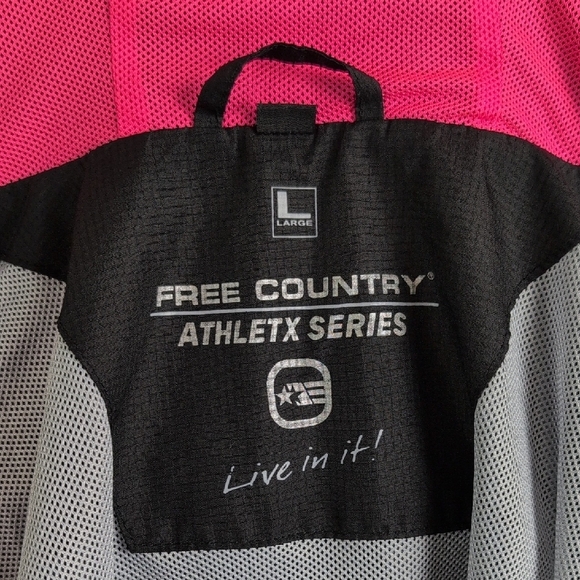 L
LARGE
FREE COUNTRY®
ATHLETX SERIES
Live in it!